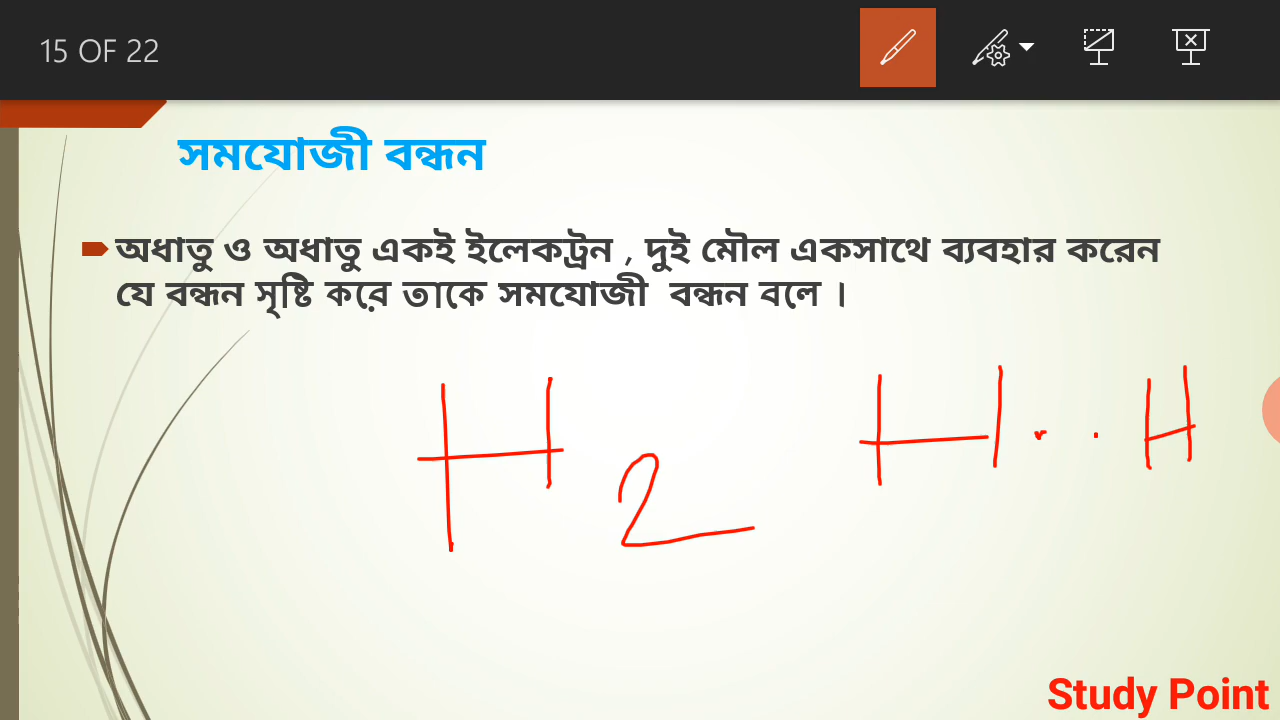 15 OF 22
সমযোজী বন্ধন
অধাতু ও অধাতু একই ইলেকট্রন , দুই মৌল একসাথে ব্যবহার করেন
যে বন্ধন সৃষ্টি করে তাকে সমযোজী বন্ধন বলে ।
H 2 H . . H
Study Point